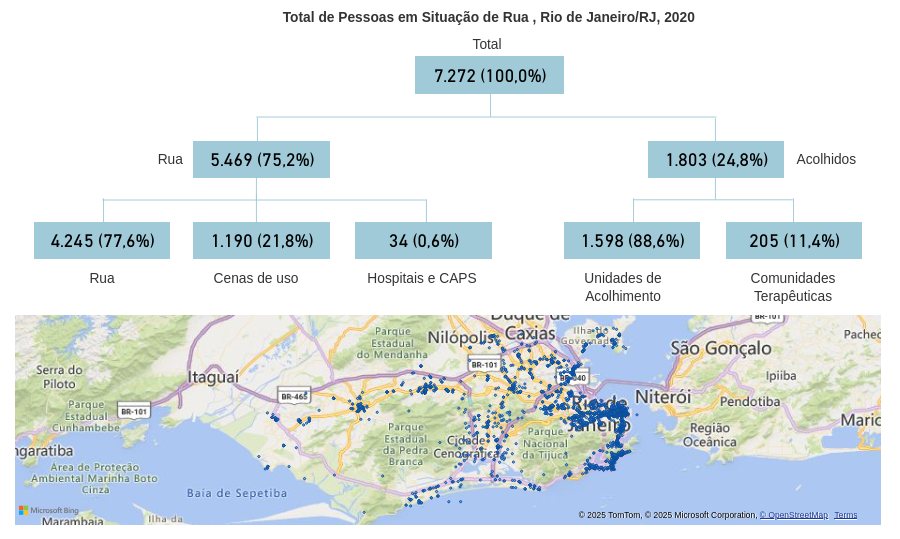 Total de Pessoas em Situação de Rua , Rio de Janeiro/RJ, 2020
Total
7.272 (100,0%)
Rua
5.469 (75,2%)
1.803 (24,8%)
Acolhidos
4.245 (77,6%)
1.190 (21,8%)
34 (0,6%)
1.598 (88,6%)
205 (11,4%)
Rua
Cenas de uso
Hospitais e CAPS
Unidades de
Acolhimento
Comunidades
Terapêuticas
Duque de
Caxias
BR-101
Parque
Estadual
do Mendanha
Nilópolis
Ilha do
Governador
São Gonçalo
Pacheco
BR-101
Serra do
Piloto
Itaguaí
BR-465
Ipiiba
Niterói
Pendotiba
BR-101
Parque
Estadual
Cunhambebe
Rio de
Janeiro
Parque
Estadual
da Pedra
Branca
Cidade
Cenográfica
Parque
Nacional
da Tijuca
Região
Oceânica
Maric
ngaratiba
Área de Proteção
Ambiental Marinha Boto
Cinza
Baía de Sepetiba
Microsoft Bing
Marambaia
Ilha da
© 2025 TomTom, © 2025 Microsoft Corporation, © OpenStreetMap Terms